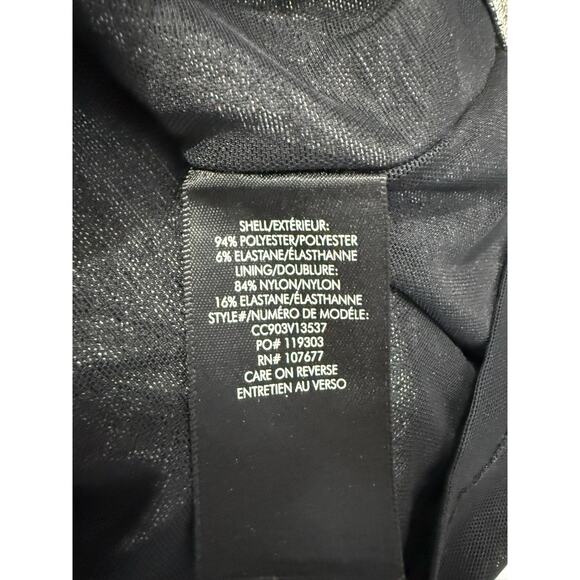 SHELL/EXTÉRIEUR:
94% POLYESTER/POLYESTER
6% ELASTANE/ÉLASTHANNE
LINING/DOUBLURE:
84% NYLON/NYLON
16% ELASTANE/ÉLASTHANNE
STYLE#/NUMÉRO DE MODÈLE:
CC903V13537
PO# 119303
RN# 107677
CARE ON REVERSE
ENTRETIEN AU VERSO